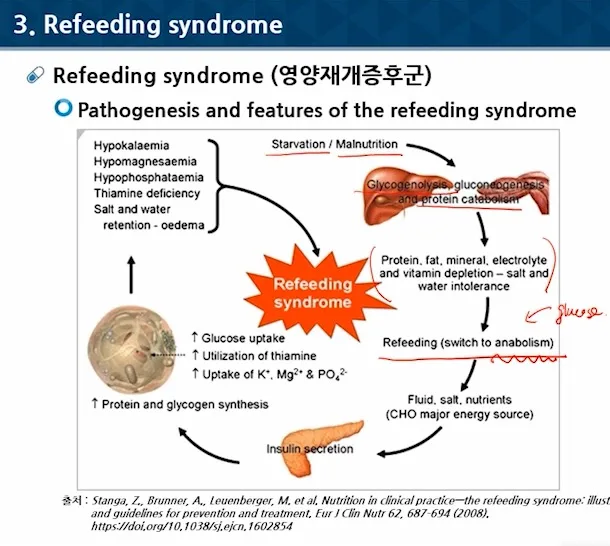 3. Refeeding syndrome
Refeeding syndrome (영양재개증후군)
Pathogenesis and features of the refeeding syndrome
Starvation / Malnutrition
Glycogenolysis, gluconeogenesis
and protein catabolism
Protein, fat, mineral, electrolyte
and vitamin depletion – salt and
water intolerance
glucose
Refeeding (switch to anabolism)
Fluid, salt, nutrients
(CHO major energy source)
Insulin secretion
↑ Glucose uptake
↑ Utilization of thiamine
↑ Uptake of K⁺, Mg²⁺ & PO₄²⁻
↑ Protein and glycogen synthesis
Hypokalaemia
Hypomagnesaemia
Hypophosphataemia
Thiamine deficiency
Salt and water
retention - oedema
Refeeding
syndrome
출처 : Stanga, Z., Brunner, A., Leuenberger, M. et al. Nutrition in clinical practice—the refeeding syndrome: illust
and guidelines for prevention and treatment. Eur J Clin Nutr 62, 687–694 (2008).
https://doi.org/10.1038/sj.ejcn.1602854